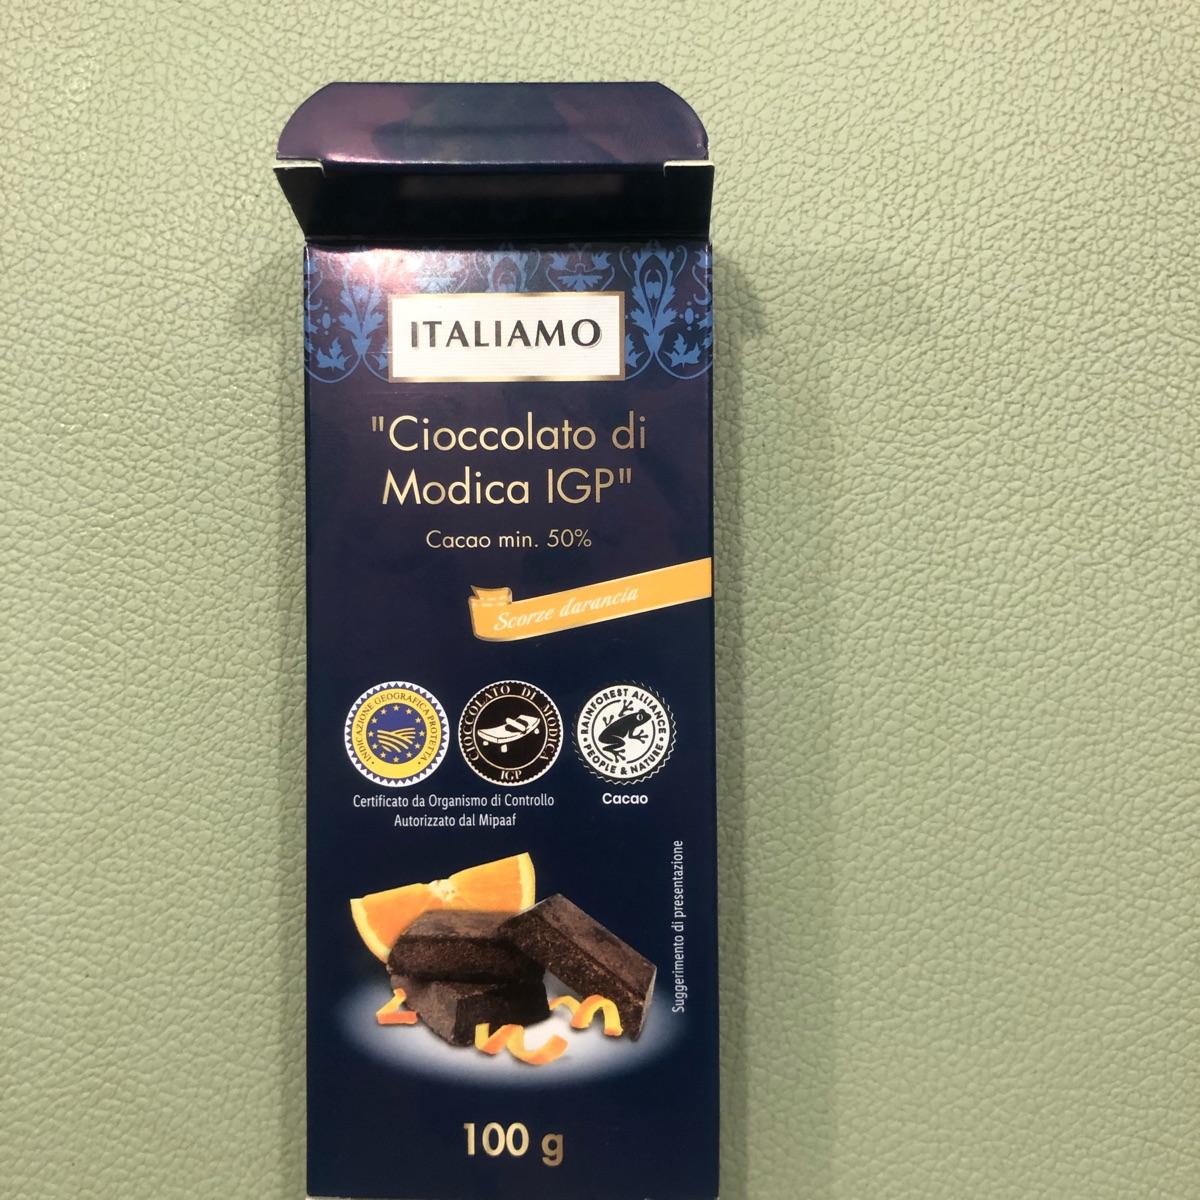 ITALIAMO
"Cioccolato di
Modica IGP"
Cacao min. 50%
Scorze d'arancia
INDICAZIONE GEOGRAFICA PROTETTA
CIOCCOLATO DI MODICA
IGP
RAINFOREST ALLIANCE
PEOPLE & NATURE
Certificato da Organismo di Controllo
Autorizzato dal Mipaaf
Cacao
Suggerimento di presentazione
100 g